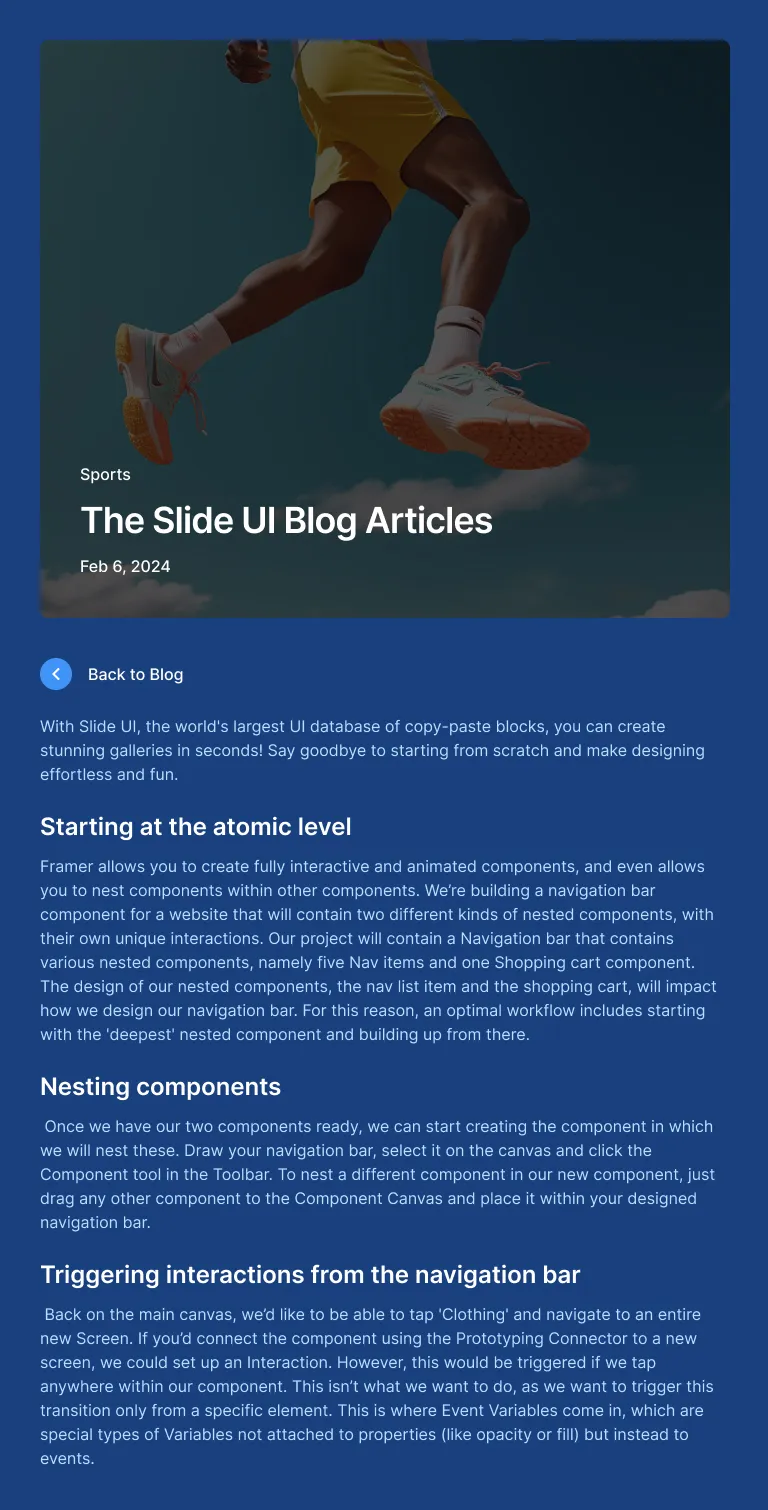 Sports
The Slide UI Blog Articles
Feb 6, 2024
Back to Blog
With Slide UI, the world's largest UI database of copy-paste blocks, you can create
stunning galleries in seconds! Say goodbye to starting from scratch and make designing
effortless and fun.
Starting at the atomic level
Framer allows you to create fully interactive and animated components, and even allows
you to nest components within other components. We’re building a navigation bar
component for a website that will contain two different kinds of nested components, with
their own unique interactions. Our project will contain a Navigation bar that contains
various nested components, namely five Nav items and one Shopping cart component.
The design of our nested components, the nav list item and the shopping cart, will impact
how we design our navigation bar. For this reason, an optimal workflow includes starting
with the 'deepest' nested component and building up from there.
Nesting components
Once we have our two components ready, we can start creating the component in which
we will nest these. Draw your navigation bar, select it on the canvas and click the
Component tool in the Toolbar. To nest a different component in our new component, just
drag any other component to the Component Canvas and place it within your designed
navigation bar.
Triggering interactions from the navigation bar
Back on the main canvas, we’d like to be able to tap 'Clothing' and navigate to an entire
new Screen. If you’d connect the component using the Prototyping Connector to a new
screen, we could set up an Interaction. However, this would be triggered if we tap
anywhere within our component. This isn’t what we want to do, as we want to trigger this
transition only from a specific element. This is where Event Variables come in, which are
special types of Variables not attached to properties (like opacity or fill) but instead to
events.